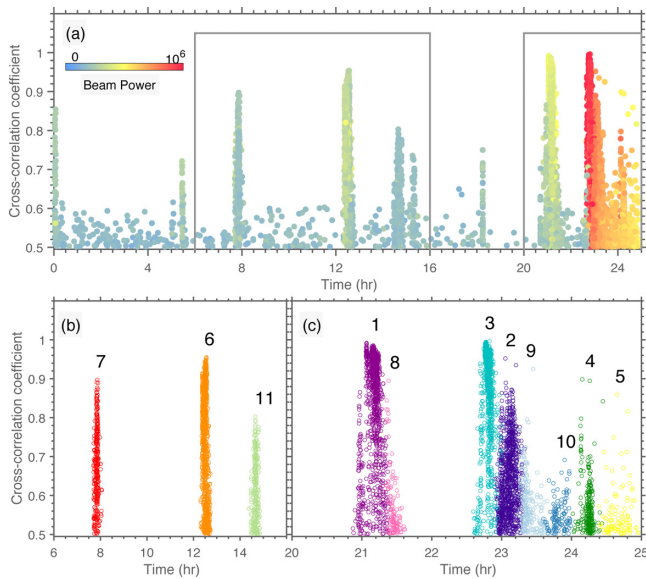 (a)
0
10^6
Beam Power
Cross-correlation coefficient
1
0.9
0.8
0.7
0.6
0.5
0 4 8 12 16 20 24
Time (hr)
(b)
7
6
11
Cross-correlation coefficient
1
0.9
0.8
0.7
0.6
0.5
6 8 10 12 14
Time (hr)
(c)
1
8
3
2
9
4
5
10
20 21 22 23 24 25
Time (hr)